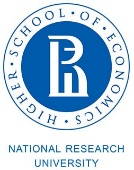 HIGHER · SCHOOL · OF · ECONOMICS ·
NATIONAL RESEARCH
UNIVERSITY